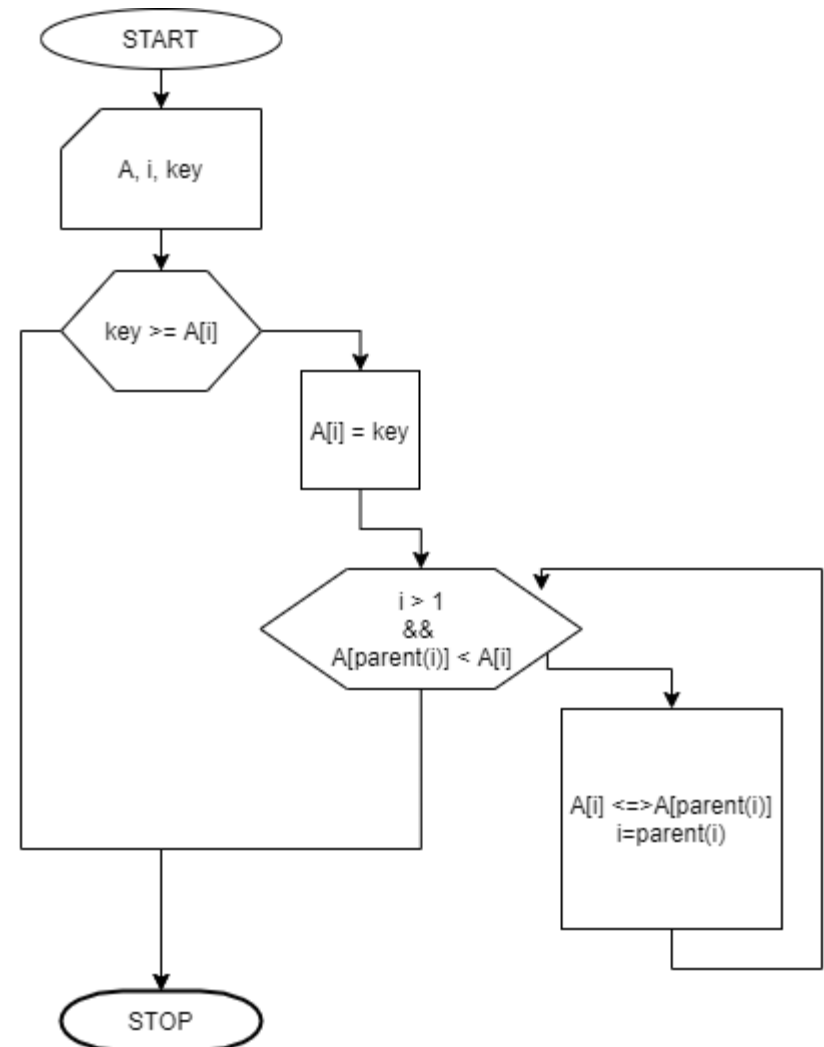 START
A, i, key
key >= A[i]
A[i] = key
i > 1
&&
A[parent(i)] < A[i]
A[i] <=>A[parent(i)]
i=parent(i)
STOP